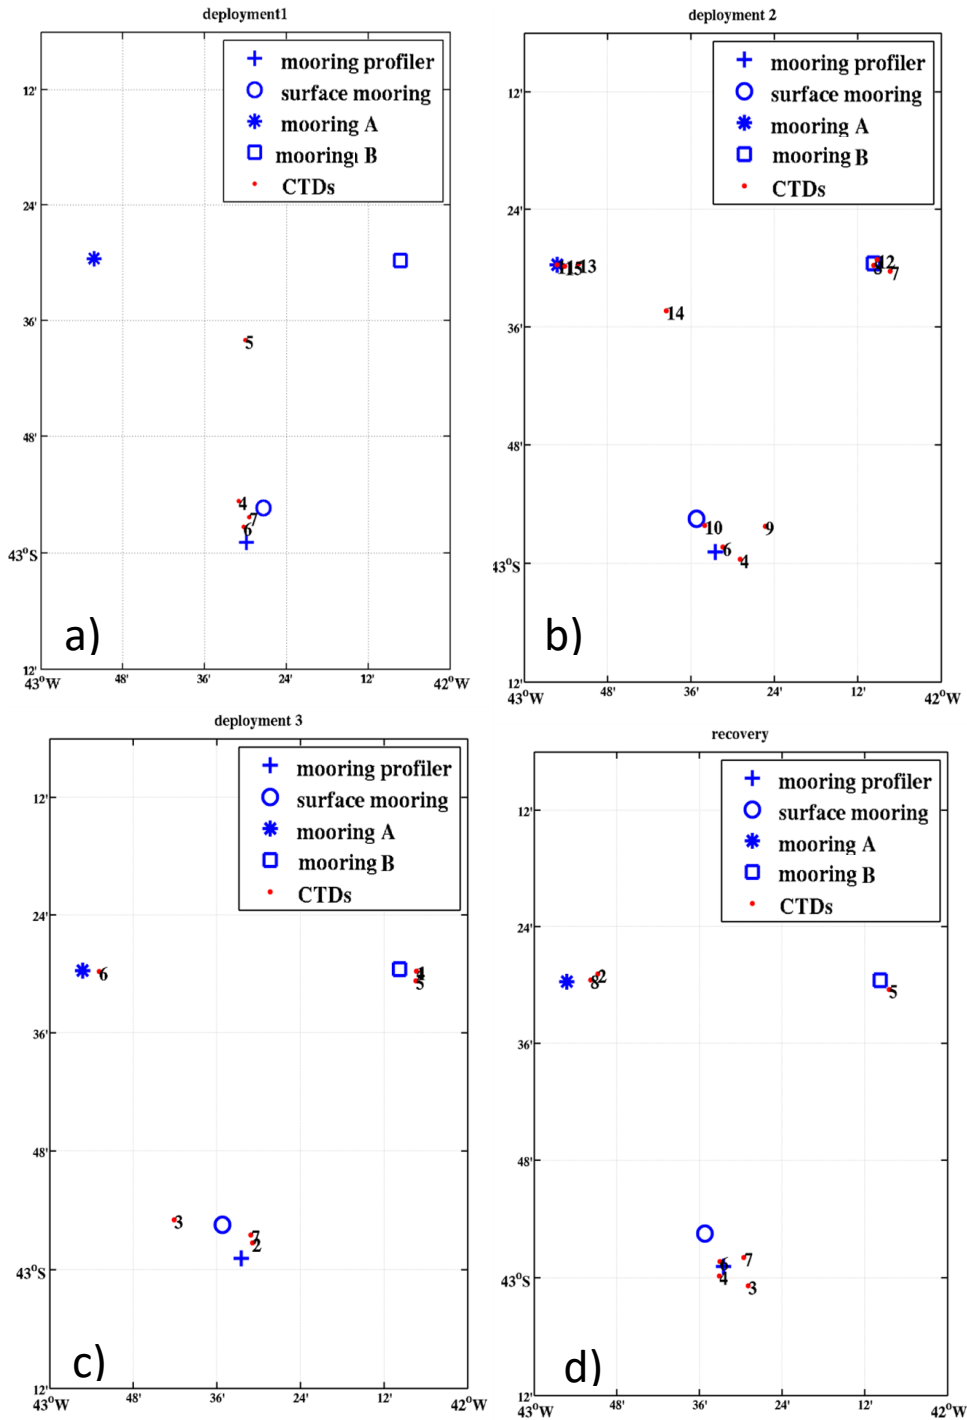 deployment1
mooring profiler
surface mooring
mooring A
mooring B
CTDs
12'
24'
36'
48'
43°S
12'
5
4
7
6
a)
43°W
48'
36'
24'
12'
42°W
deployment 2
mooring profiler
surface mooring
mooring A
mooring B
CTDs
12'
24'
36'
48'
43°S
12'
15
13
12
7
14
10
9
6
4
b)
43°W
48'
36'
24'
12'
42°W
deployment 3
mooring profiler
surface mooring
mooring A
mooring B
CTDs
12'
24'
36'
48'
43°S
12'
6
5
3
7
2
c)
43°W
48'
36'
24'
12'
42°W
recovery
mooring profiler
surface mooring
mooring A
mooring B
CTDs
12'
24'
36'
48'
43°S
12'
2
8
5
6
7
4
3
d)
43°W
48'
36'
24'
12'
42°W